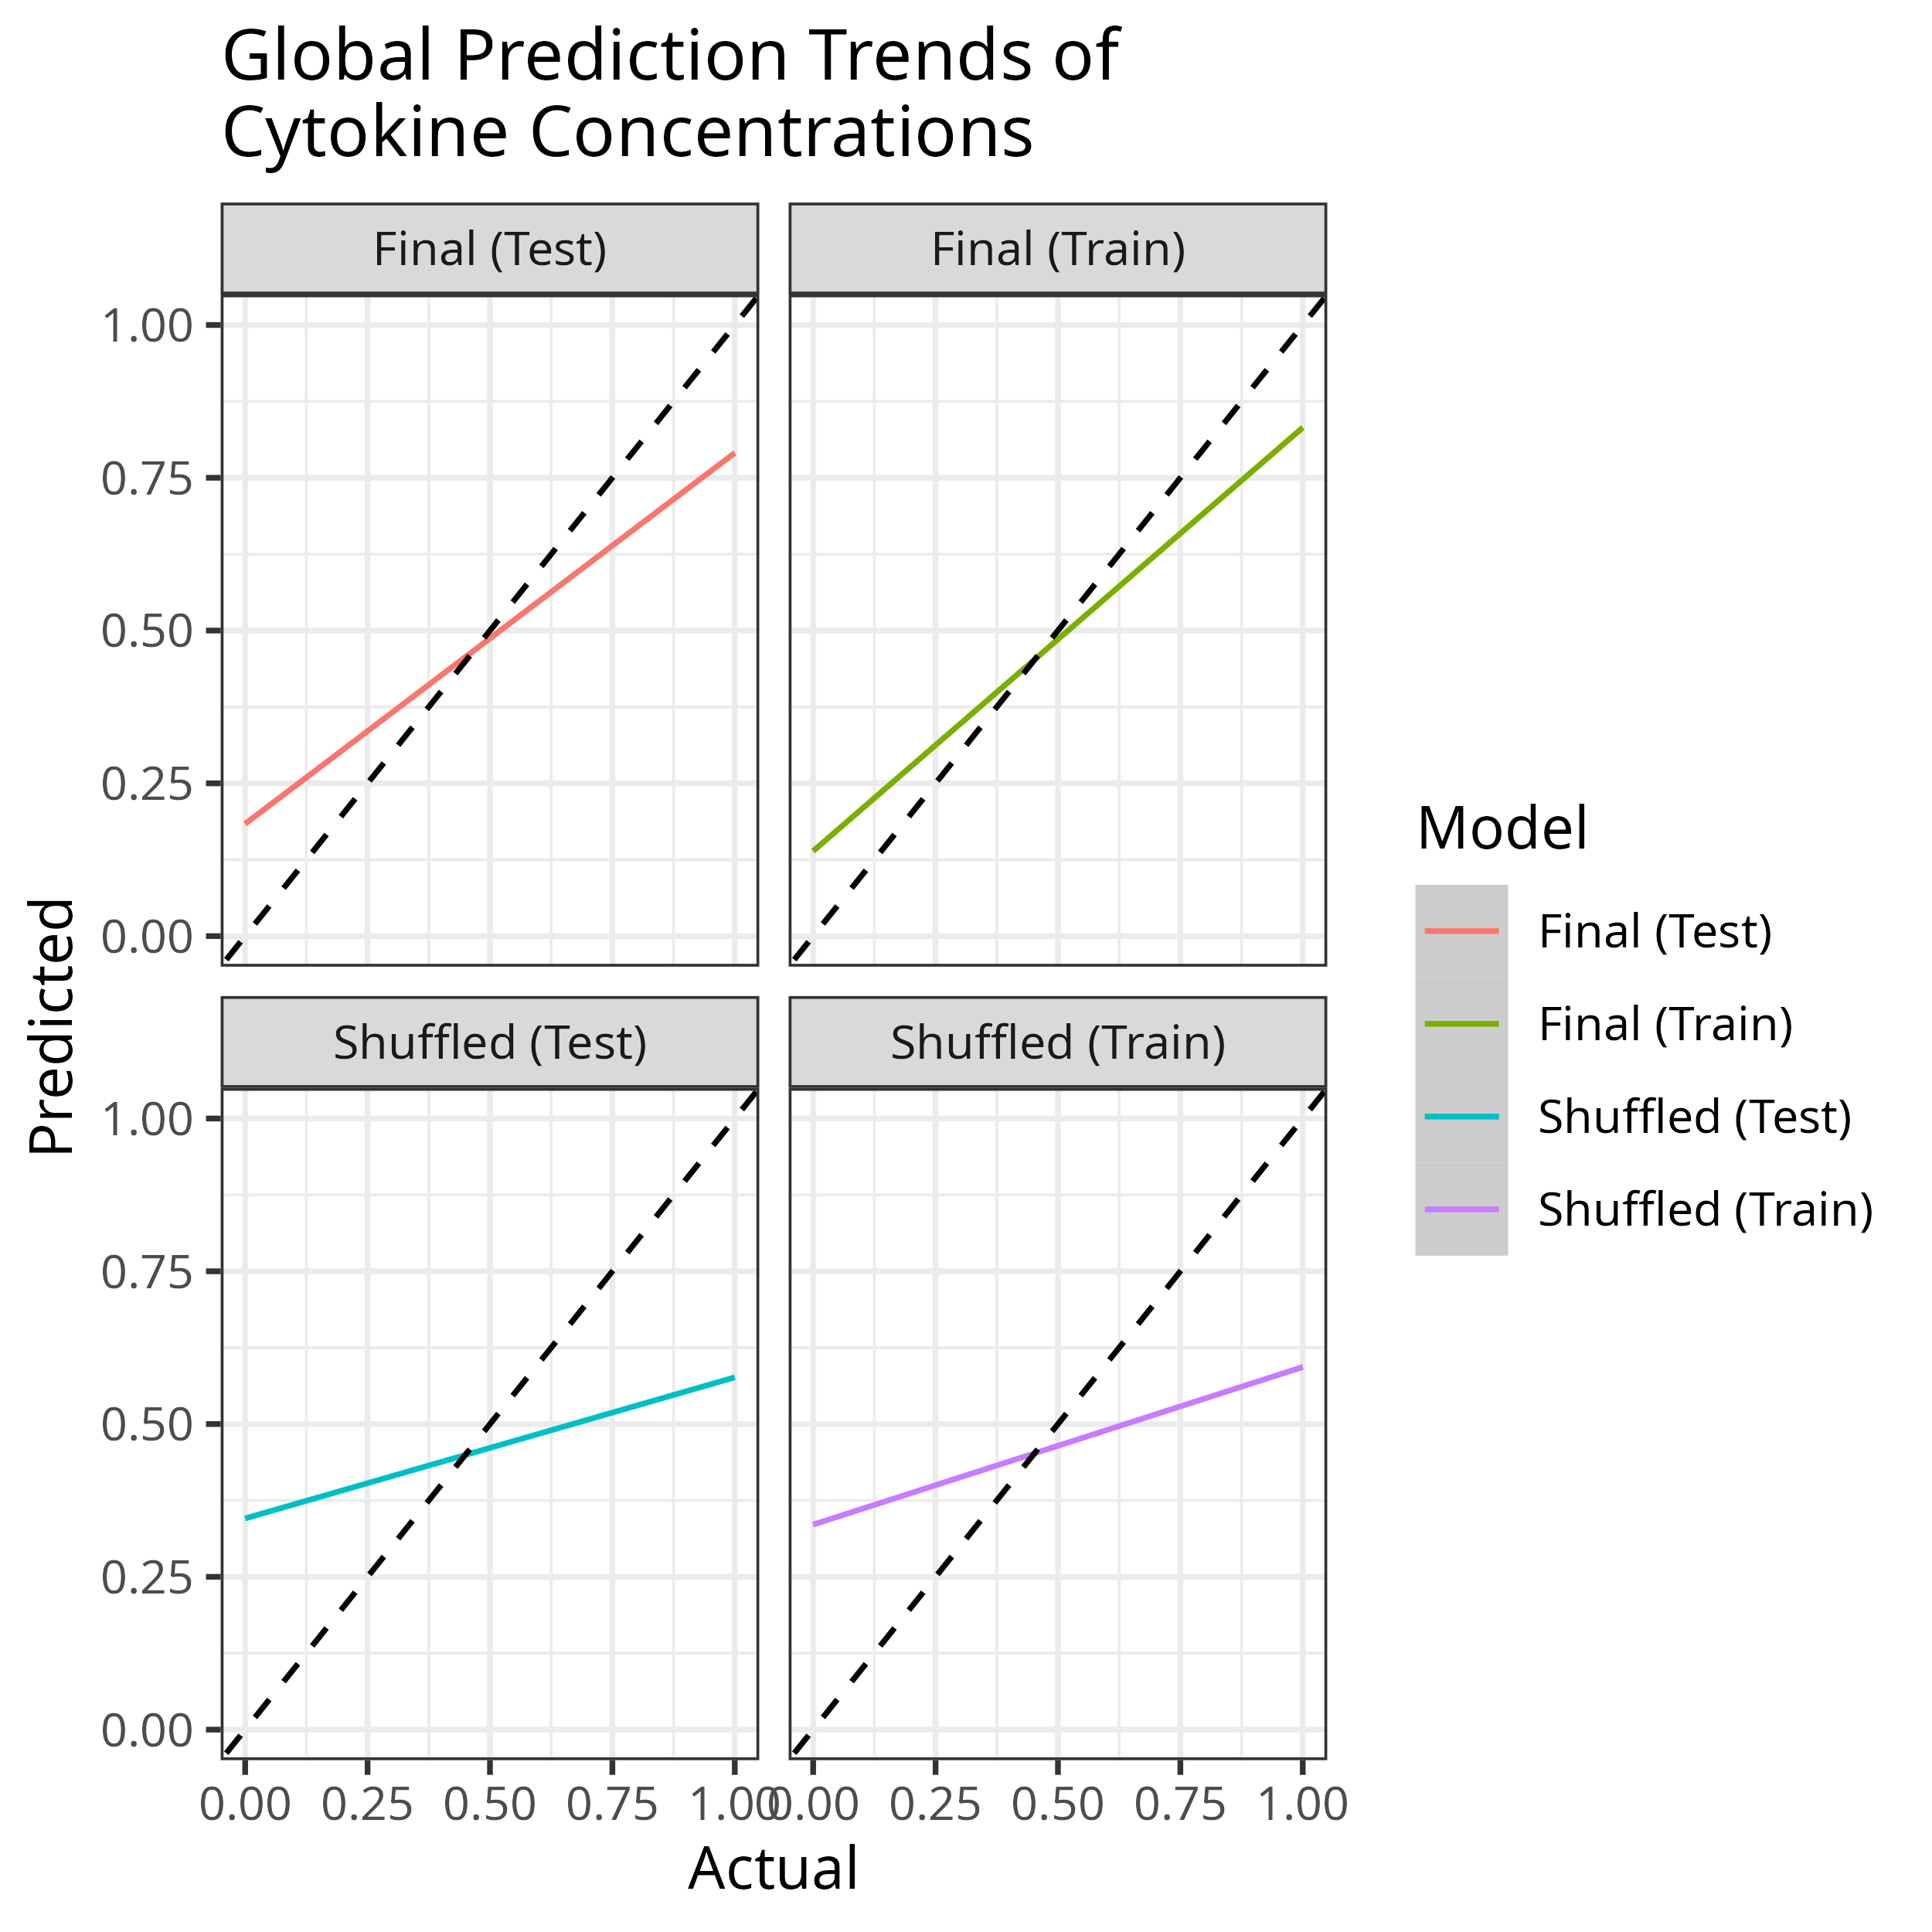 Global Prediction Trends of
Cytokine Concentrations
Final (Test)
Final (Train)
1.00
0.75
0.50
0.25
0.00
Shuffled (Test)
Shuffled (Train)
1.00
0.75
0.50
0.25
0.00
0.00 0.25 0.50 0.75 1.00
0.00 0.25 0.50 0.75 1.00
Predicted
Actual
Model
Final (Test)
Final (Train)
Shuffled (Test)
Shuffled (Train)